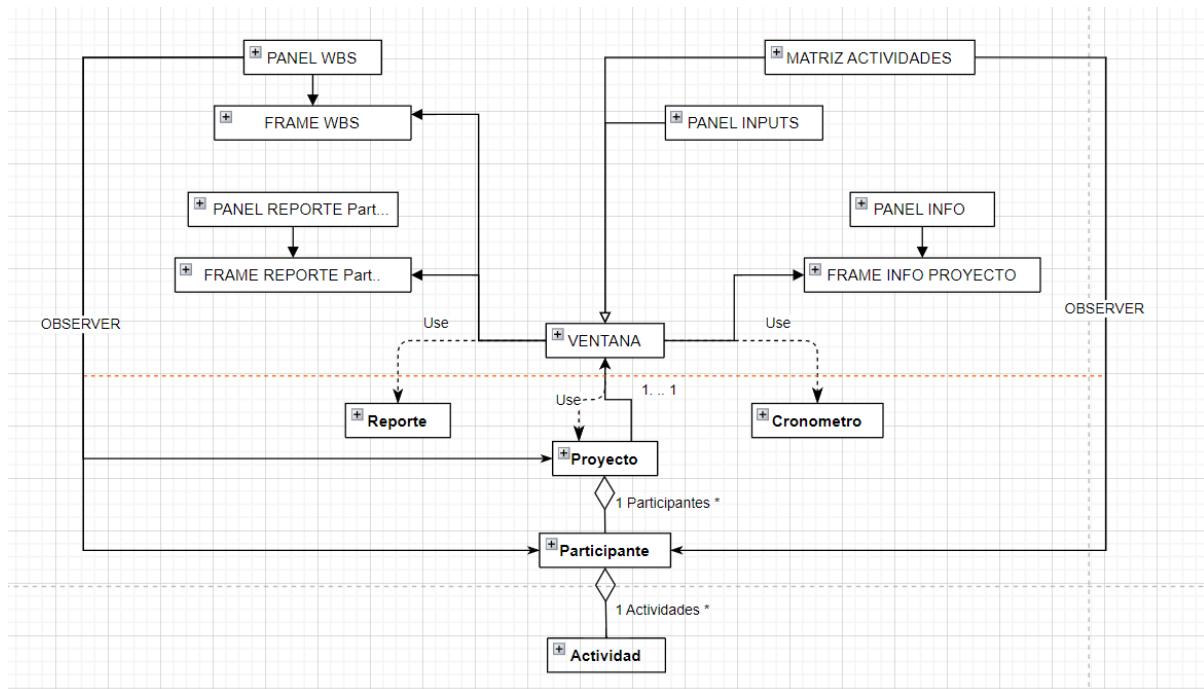 PANEL WBS
MATRIZ ACTIVIDADES
FRAME WBS
PANEL INPUTS
PANEL REPORTE Part...
PANEL INFO
FRAME REPORTE Part..
FRAME INFO PROYECTO
OBSERVER
OBSERVER
Use
Use
VENTANA
1. .. 1
Use
Reporte
Cronometro
Proyecto
1 Participantes *
Participante
1 Actividades *
Actividad